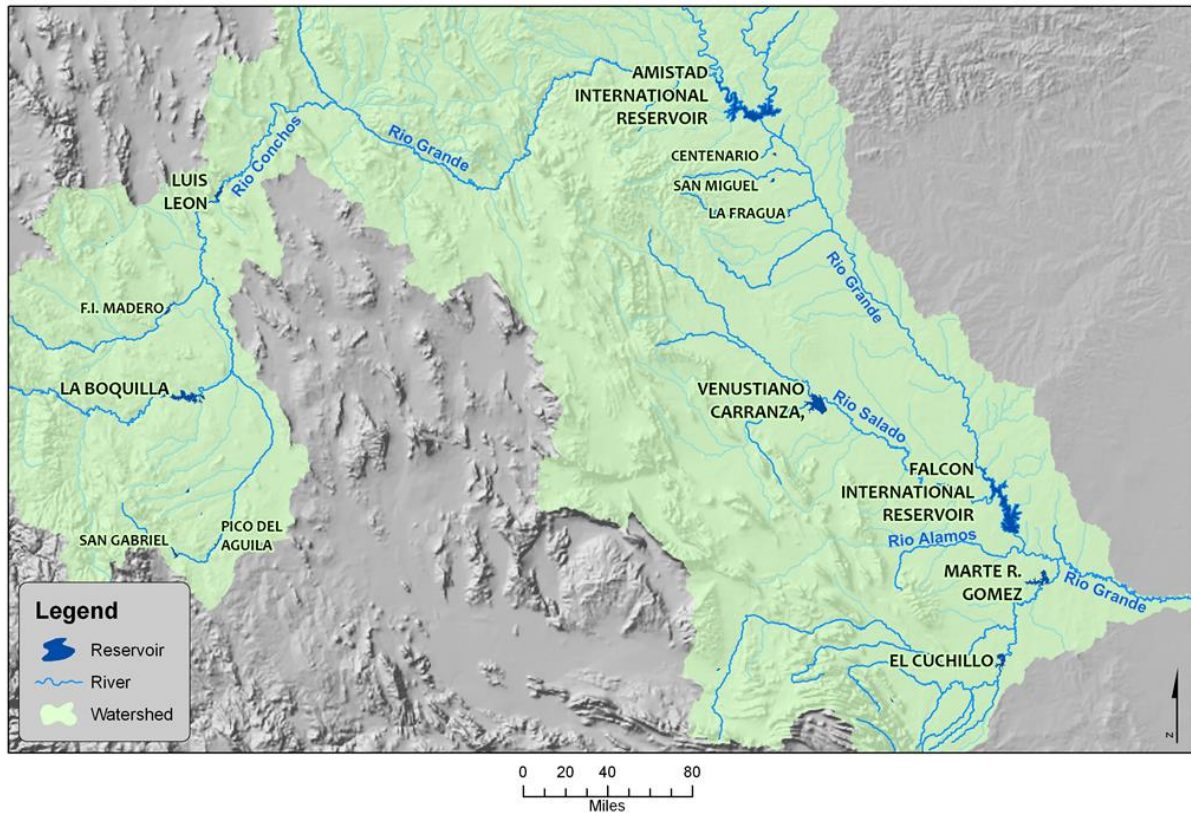 AMISTAD
INTERNATIONAL
RESERVOIR
Rio Grande
CENTENARIO
Rio Conchos
LUIS
LEON
SAN MIGUEL
LA FRAGUA
Rio Grande
F.I. MADERO
LA BOQUILLA
VENUSTIANO
CARRANZA,
Rio Salado
FALCON
INTERNATIONAL
RESERVOIR
SAN GABRIEL
PICO DEL
AGUILA
Rio Alamos
MARTE R.
GOMEZ
Rio Grande
EL CUCHILLO
Legend
Reservoir
River
Watershed
N
0 20 40 80
Miles